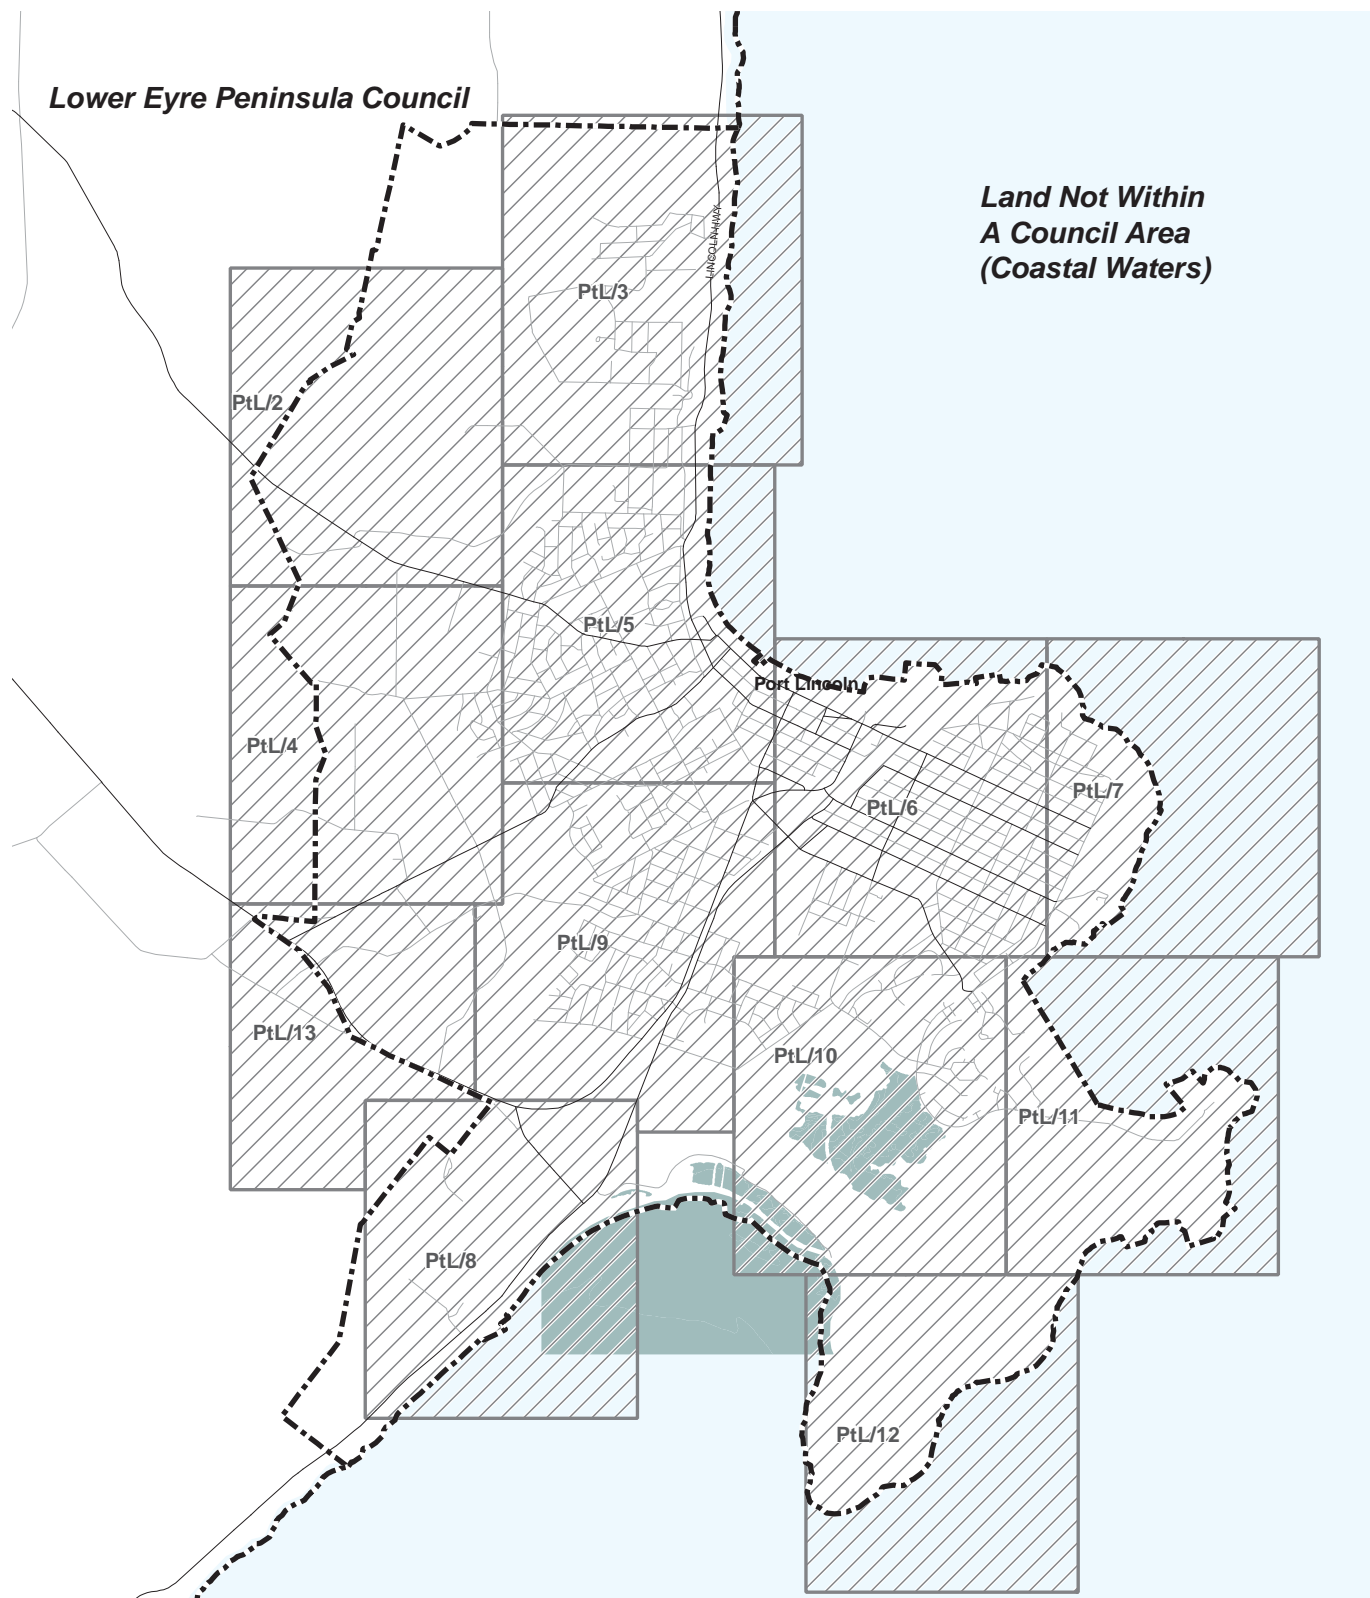 Lower Eyre Peninsula Council
Land Not Within
A Council Area
(Coastal Waters)
LINCOLN HWY
PtL/3
PtL/2
PtL/5
Port Lincoln
PtL/4
PtL/7
PtL/6
PtL/9
PtL/13
PtL/10
PtL/11
PtL/8
PtL/12